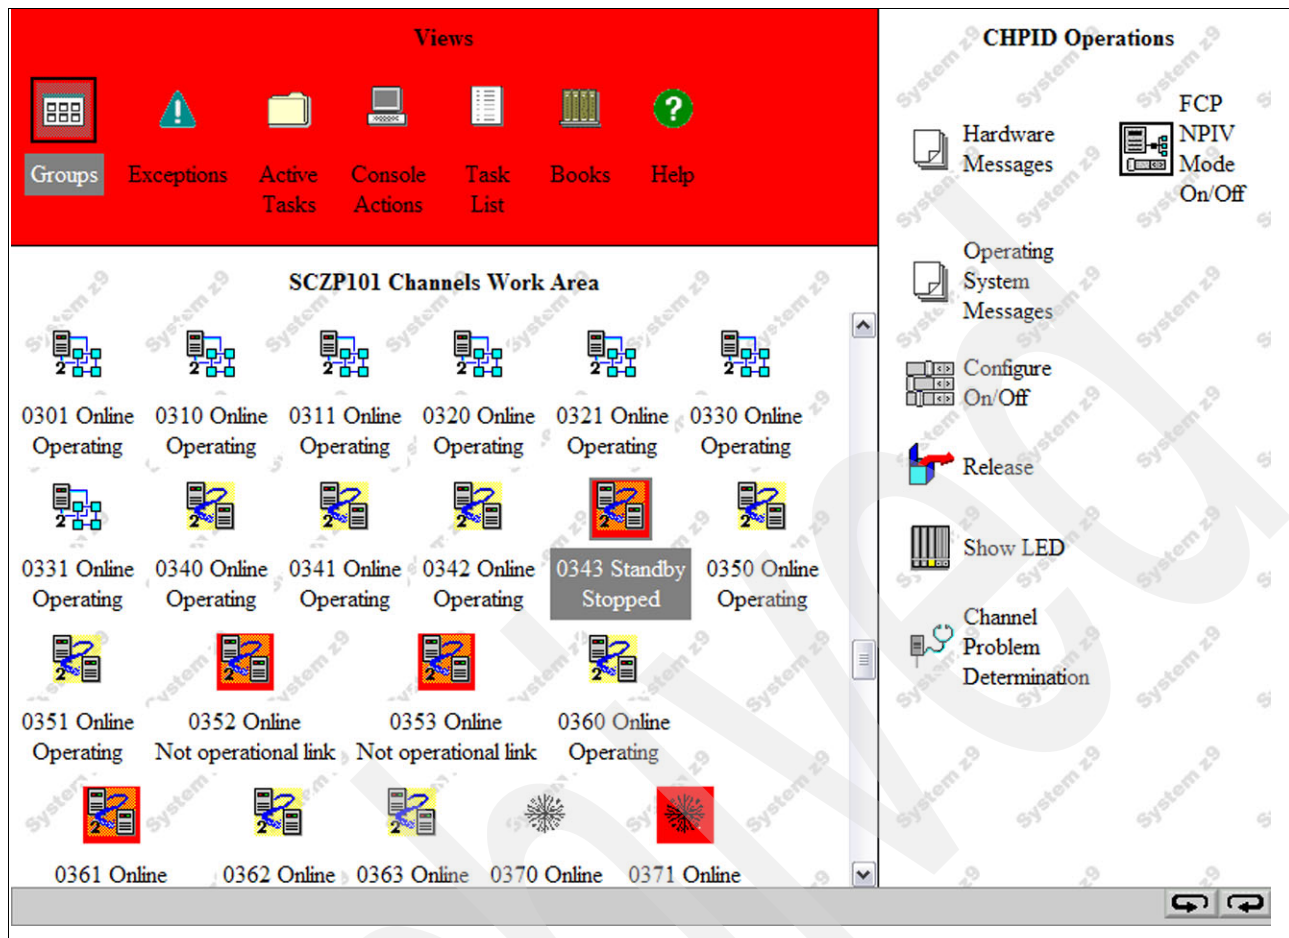 Views
Groups
Exceptions
Active
Tasks
Console
Actions
Task
List
Books
Help
SCZP101 Channels Work Area
0301 Online
Operating
0310 Online
Operating
0311 Online
Operating
0320 Online
Operating
0321 Online
Operating
0330 Online
Operating
0331 Online
Operating
0340 Online
Operating
0341 Online
Operating
0342 Online
Operating
0343 Standby
Stopped
0350 Online
Operating
0351 Online
Operating
0352 Online
Not operational link
0353 Online
Not operational link
0360 Online
Operating
0361 Online
0362 Online
0363 Online
0370 Online
0371 Online
CHPID Operations
Hardware
Messages
FCP
NPIV
Mode
On/Off
Operating
System
Messages
Configure
On/Off
Release
Show LED
Channel
Problem
Determination
System z9